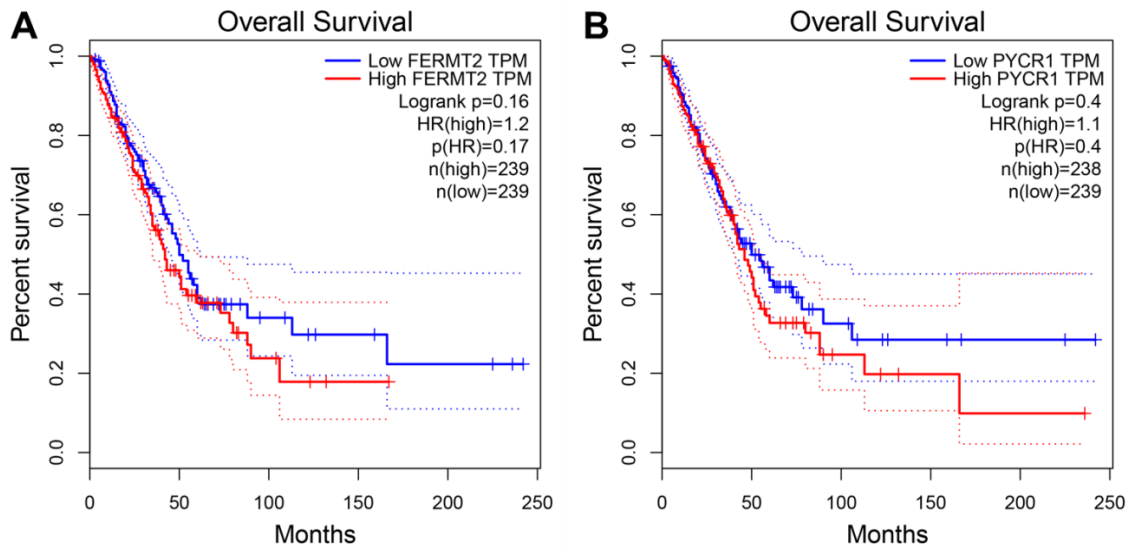 A
Overall Survival
Low FERMT2 TPM
High FERMT2 TPM
Logrank p=0.16
HR(high)=1.2
p(HR)=0.17
n(high)=239
n(low)=239
Percent survival
1.0
0.8
0.6
0.4
0.2
0.0
0 50 100 150 200 250
Months
B
Overall Survival
Low PYCR1 TPM
High PYCR1 TPM
Logrank p=0.4
HR(high)=1.1
p(HR)=0.4
n(high)=238
n(low)=239
Percent survival
1.0
0.8
0.6
0.4
0.2
0.0
0 50 100 150 200 250
Months